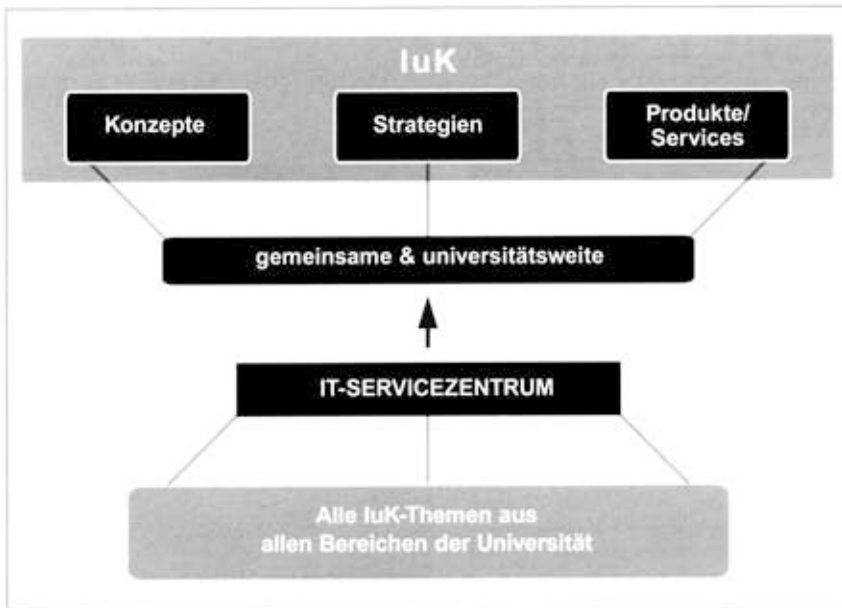 IuK
Konzepte
Strategien
Produkte/
Services
gemeinsame & universitätsweite
IT-SERVICEZENTRUM
Alle IuK-Themen aus
allen Bereichen der Universität